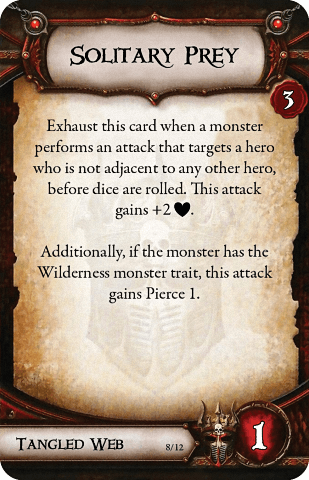 Solitary Prey
3
Exhaust this card when a monster
performs an attack that targets a hero
who is not adjacent to any other hero,
before dice are rolled. This attack
gains +2 ♥.
Additionally, if the monster has the
Wilderness monster trait, this attack
gains Pierce 1.
Tangled Web
8/12
1